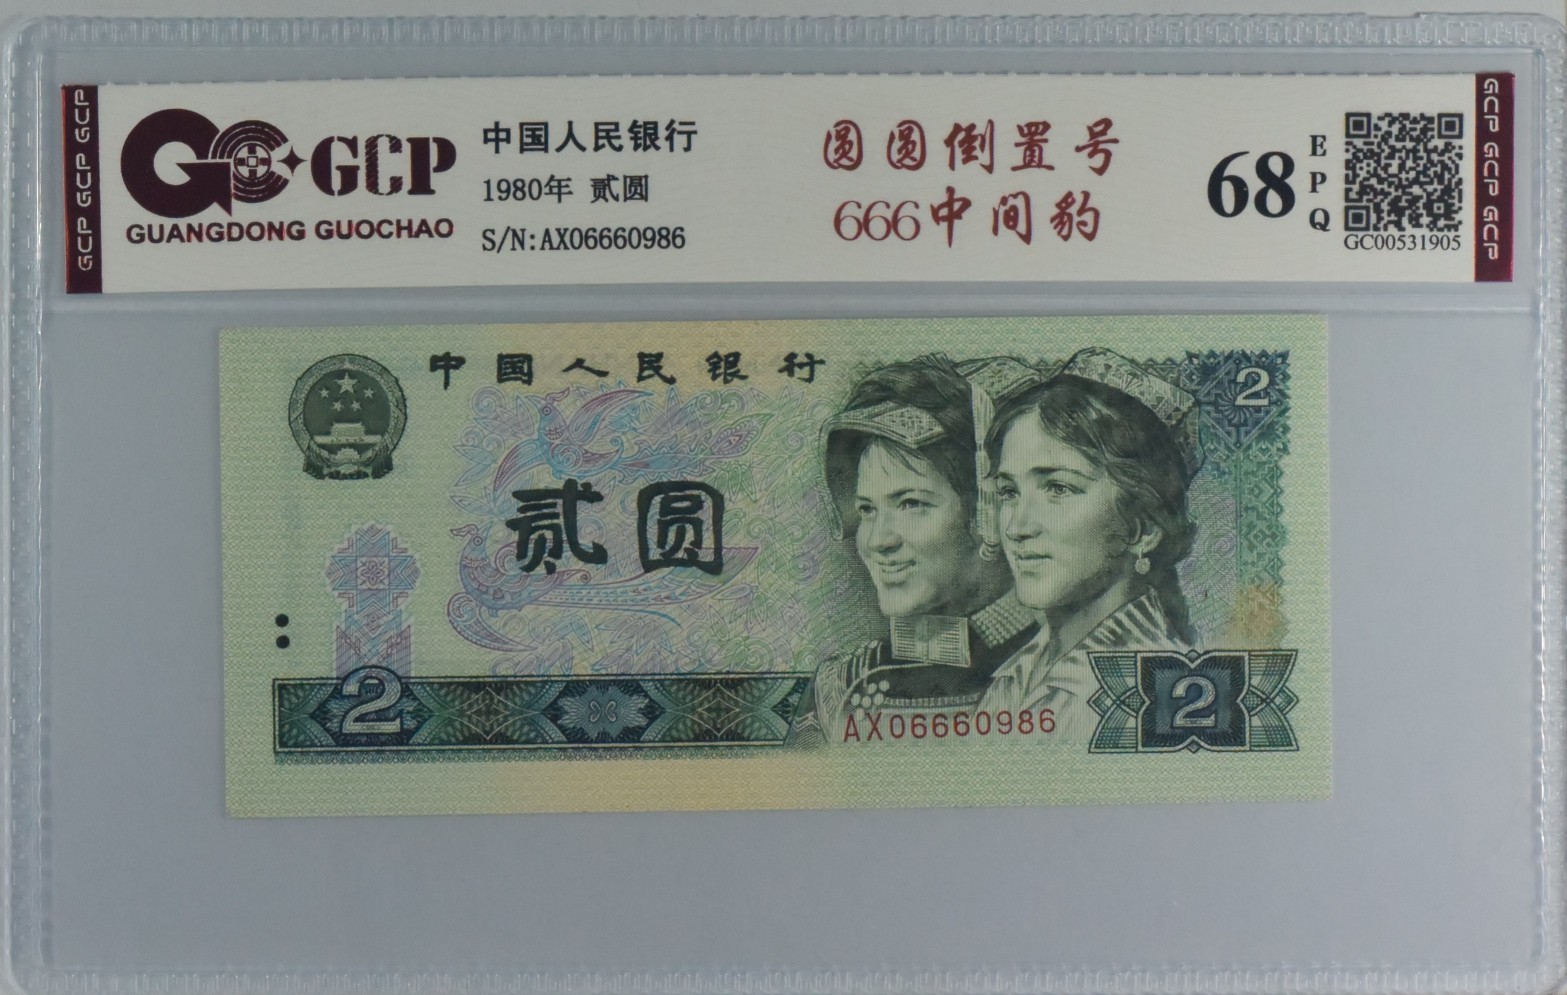 GCP GCP GCP
GCP
GUANGDONG GUOCHAO
中国人民银行
1980年 贰圆
S/N:AX06660986
圆圆倒置号
666中间豹
68
EPQ
GC00531905
GCP GCP GCP
中国人民银行
2
贰圆
2
AX06660986
2